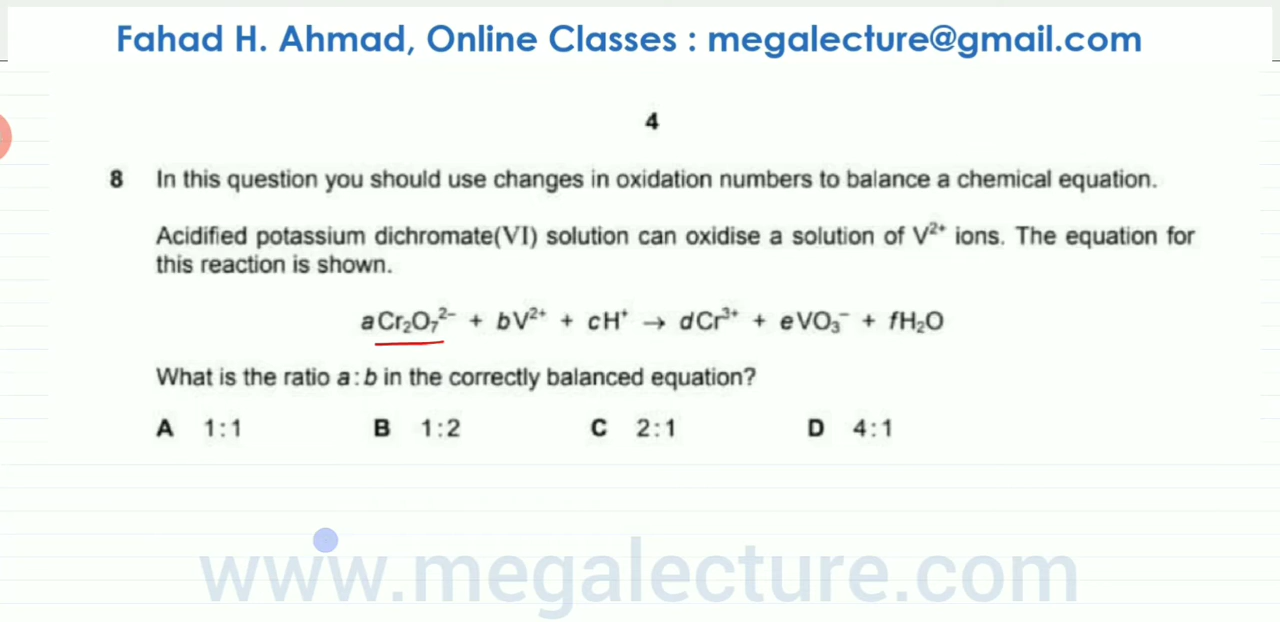 Fahad H. Ahmad, Online Classes : megalecture@gmail.com
4
8 In this question you should use changes in oxidation numbers to balance a chemical equation.
Acidified potassium dichromate(VI) solution can oxidise a solution of V²⁺ ions. The equation for
this reaction is shown.
aCr₂O₇²⁻ + bV²⁺ + cH⁺ → dCr³⁺ + eVO₃⁻ + fH₂O
What is the ratio a:b in the correctly balanced equation?
A 1:1 B 1:2 C 2:1 D 4:1
www.megalecture.com